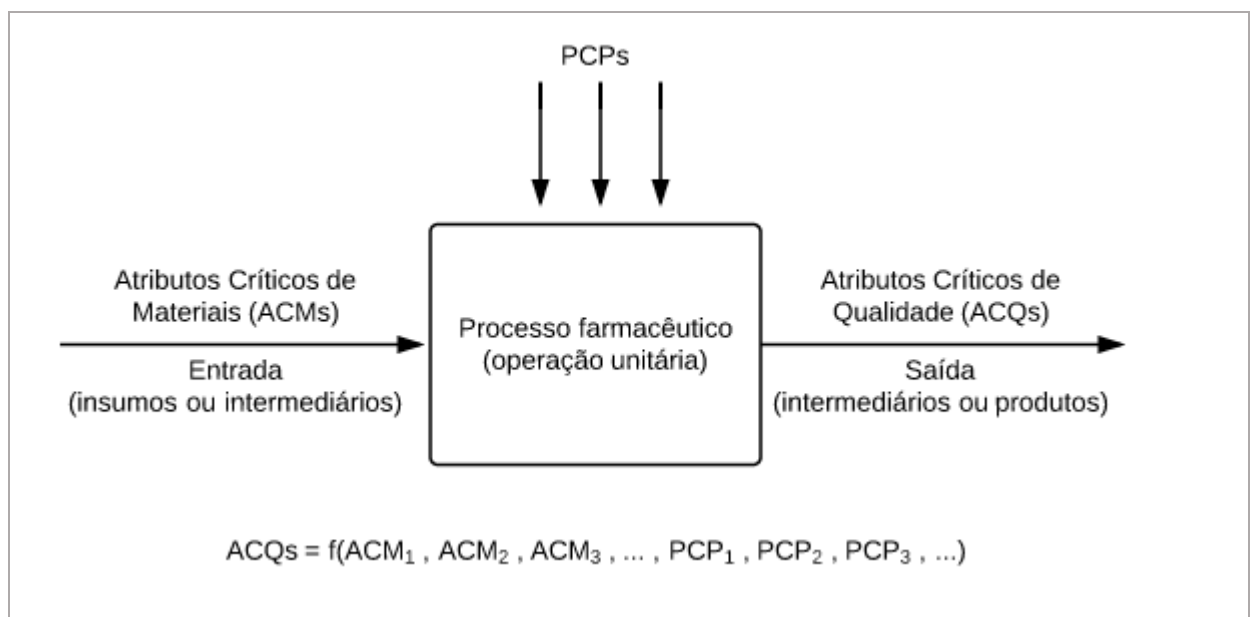 PCPs
Atributos Críticos de
Materiais (ACMs)
Entrada
(insumos ou intermediários)
Processo farmacêutico
(operação unitária)
Atributos Críticos de
Qualidade (ACQs)
Saída
(intermediários ou produtos)
ACQs = f(ACM₁ , ACM₂ , ACM₃ , ... , PCP₁ , PCP₂ , PCP₃ , ...)